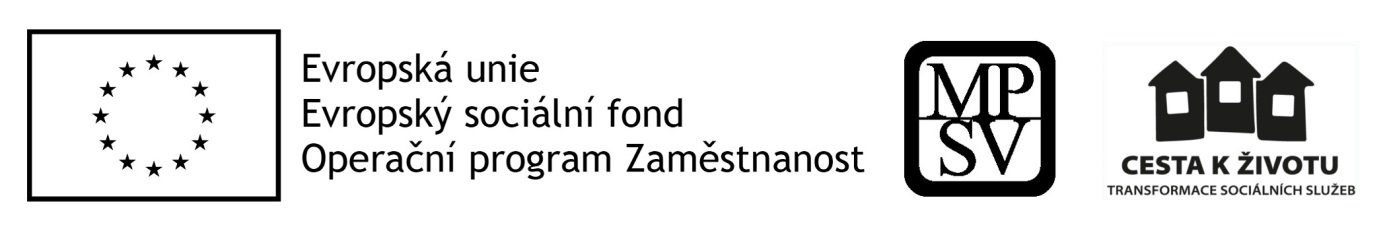 Evropská unie
Evropský sociální fond
Operační program Zaměstnanost
MP
SV
CESTA K ŽIVOTU
TRANSFORMACE SOCIÁLNÍCH SLUŽEB